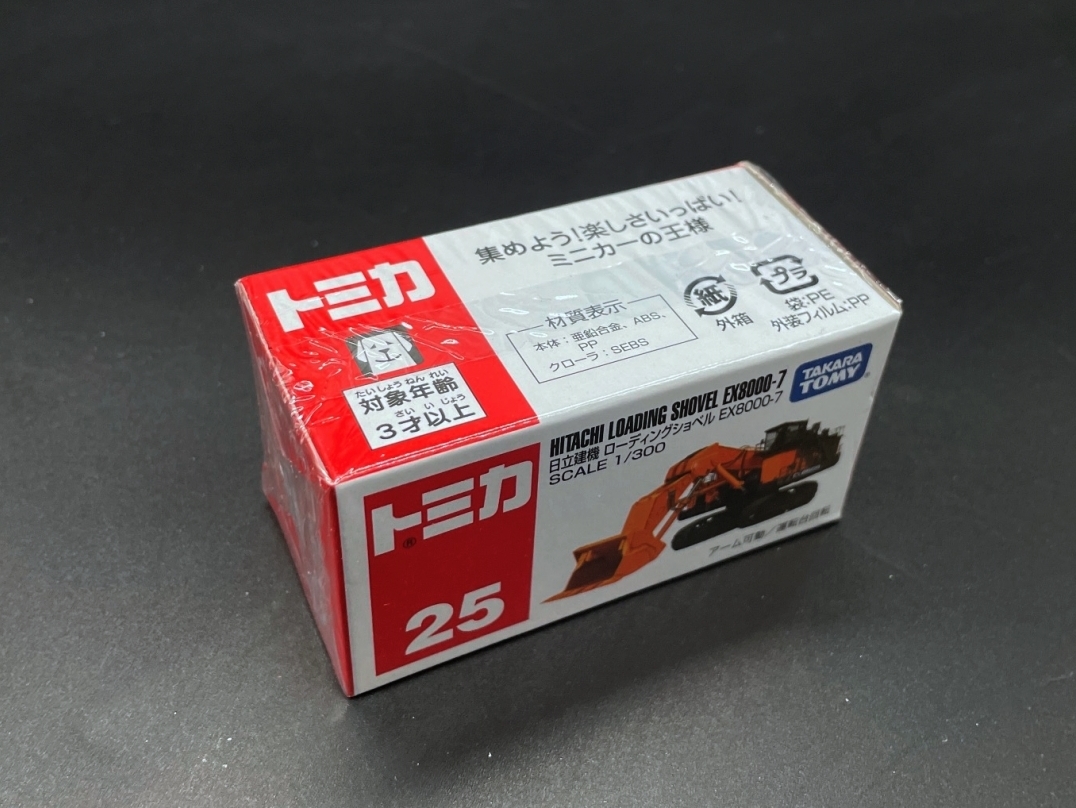 集めよう!楽しさいっぱい!
ミニカーの王様
トミカ
たいしょうねんれい
対象年齢
さいいじょう
3才以上
材質表示
本体:亜鉛合金、ABS、
PP
クローラ:SEBS
紙
外箱
プラ
袋:PE
外装フィルム:PP
TAKARA
TOMY
HITACHI LOADING SHOVEL EX8000-7
日立建機 ローディングショベル EX8000-7
SCALE 1/300
トミカ
®
25
アーム可動/運転台回転